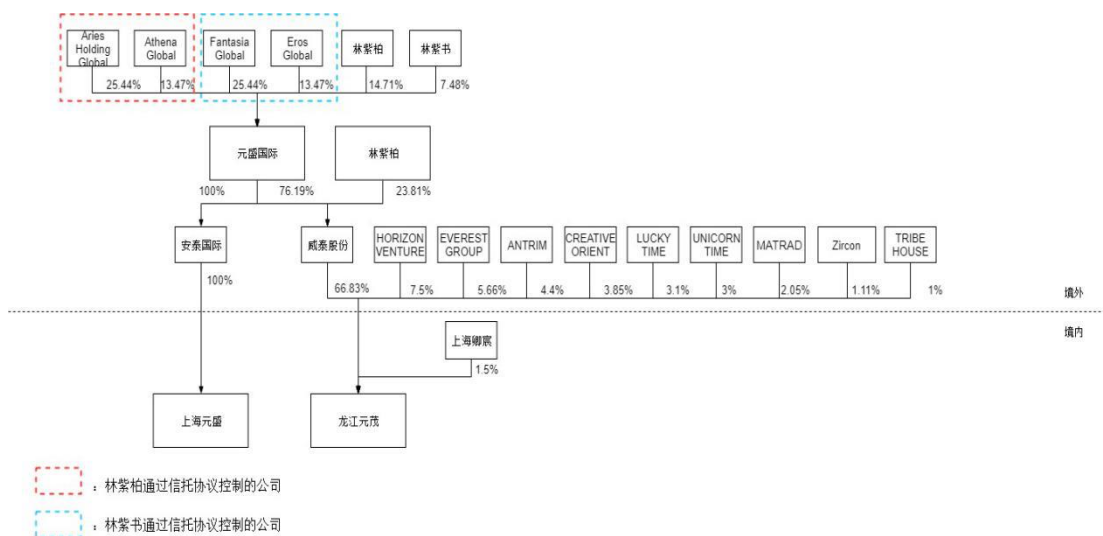 Aries
Holding
Global
Athena
Global
Fantasia
Global
Eros
Global
林紫柏
林紫书
25.44%
13.47%
25.44%
13.47%
14.71%
7.48%
元盛国际
林紫柏
100%
76.19%
23.81%
安泰国际
威泰股份
HORIZON
VENTURE
EVEREST
GROUP
ANTRIM
CREATIVE
ORIENT
LUCKY
TIME
UNICORN
TIME
MATRAD
Zircon
TRIBE
HOUSE
100%
66.83%
7.5%
5.66%
4.4%
3.85%
3.1%
3%
2.05%
1.11%
1%
境外
境内
上海卿宸
1.5%
上海元盛
龙江元茂
：林紫柏通过信托协议控制的公司
：林紫书通过信托协议控制的公司